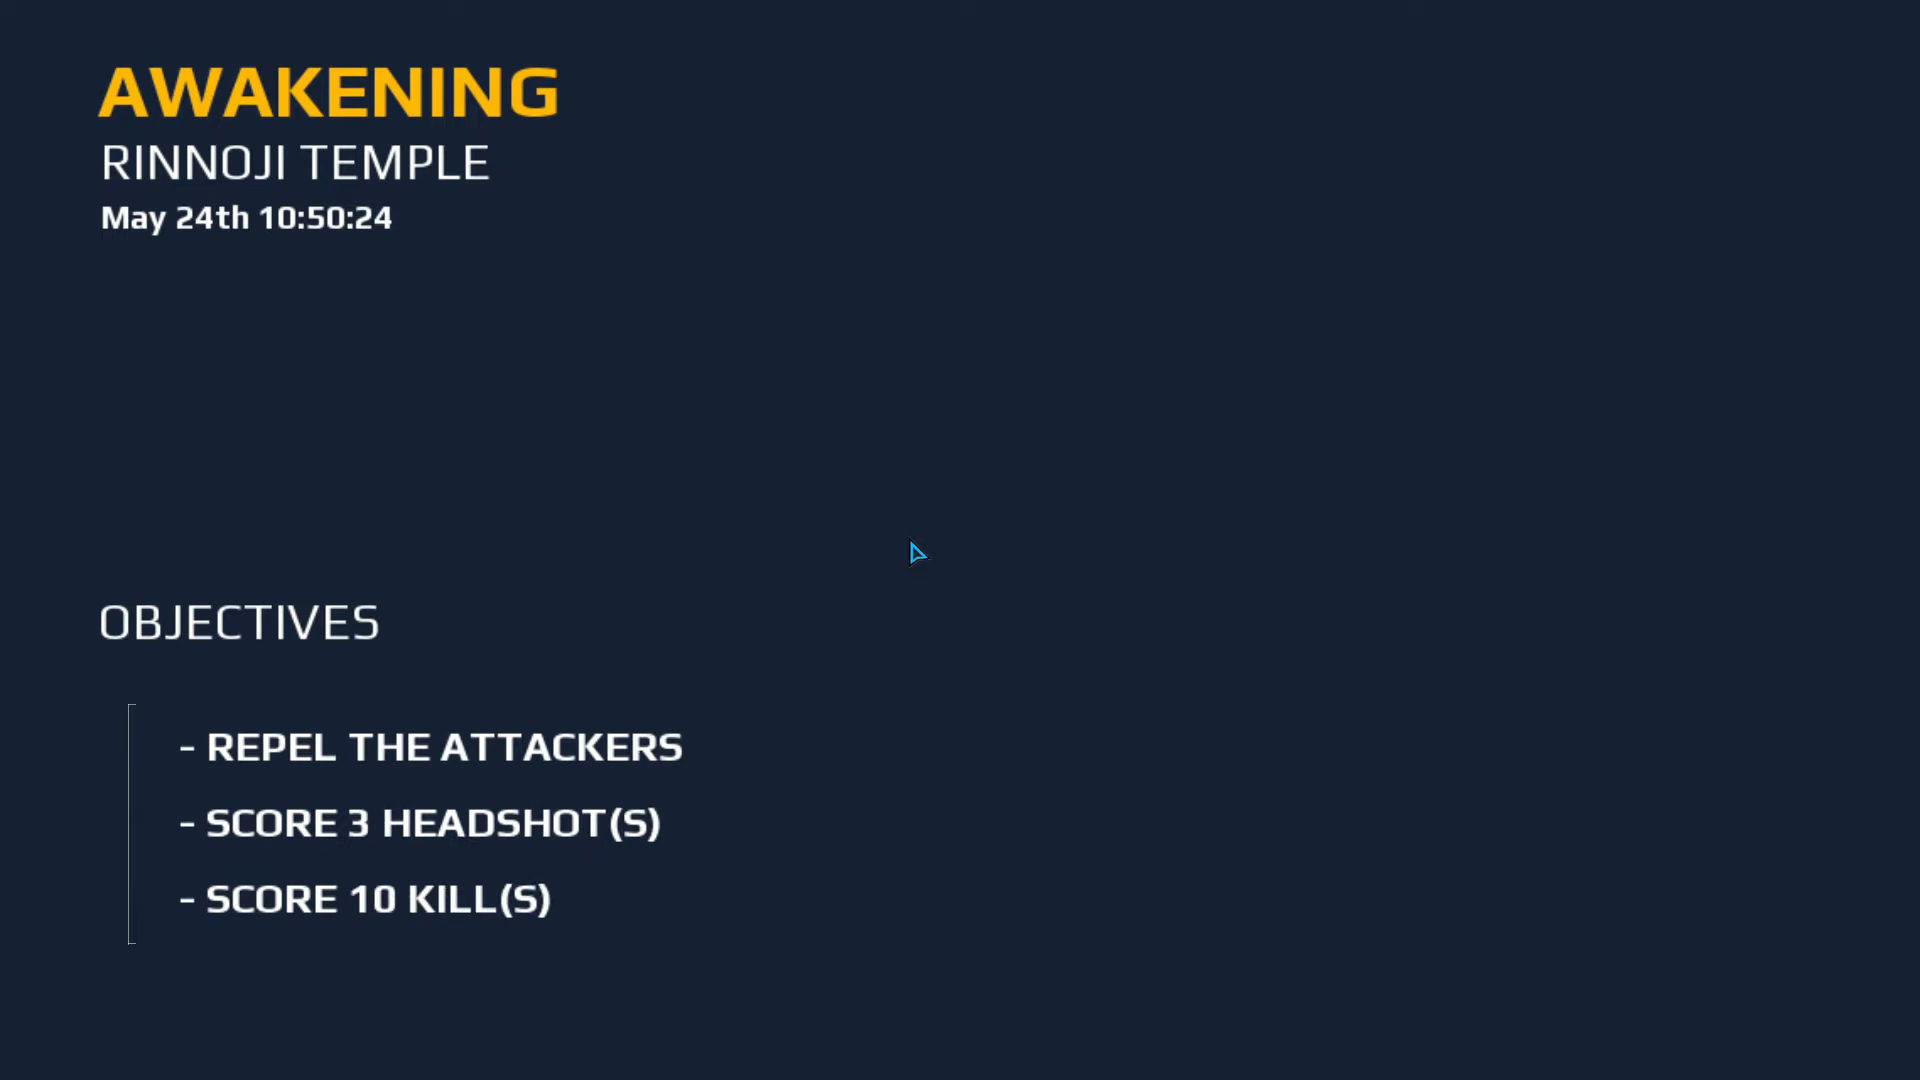 AWAKENING
RINNOJI TEMPLE
May 24th 10:50:24
OBJECTIVES
- REPEL THE ATTACKERS
- SCORE 3 HEADSHOT(S)
- SCORE 10 KILL(S)